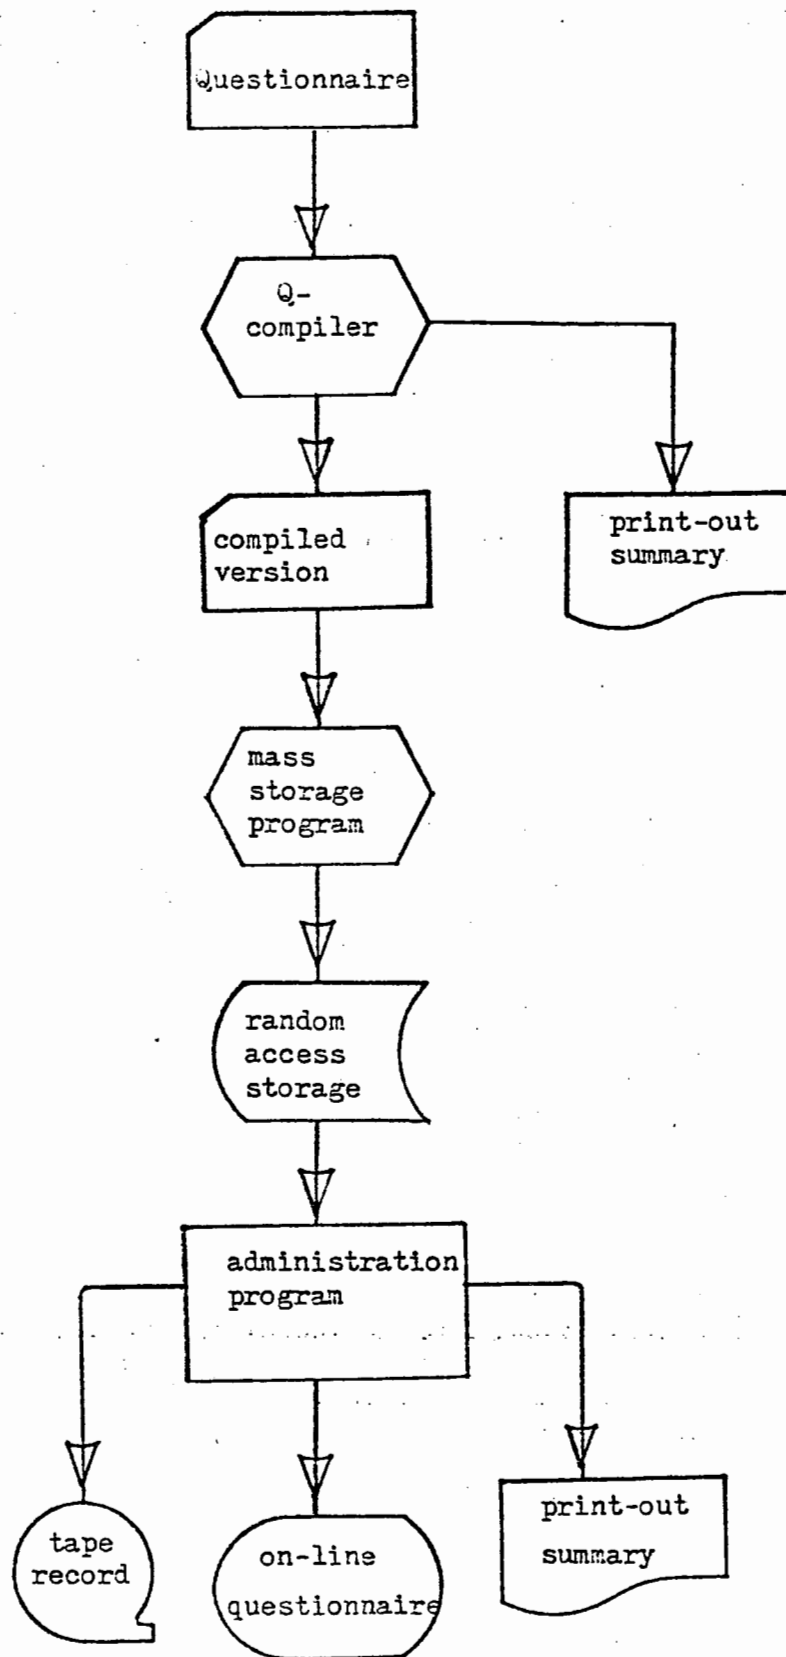 Questionnaire
Q-
compiler
compiled
version
print-out
summary
mass
storage
program
random
access
storage
administration
program
tape
record
on-line
questionnaire
print-out
summary